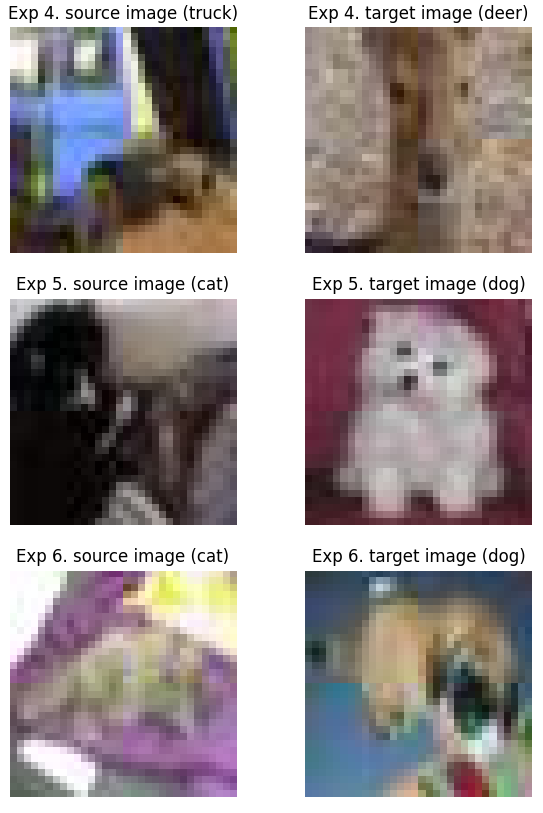 Exp 4. source image (truck)
Exp 4. target image (deer)
Exp 5. source image (cat)
Exp 5. target image (dog)
Exp 6. source image (cat)
Exp 6. target image (dog)